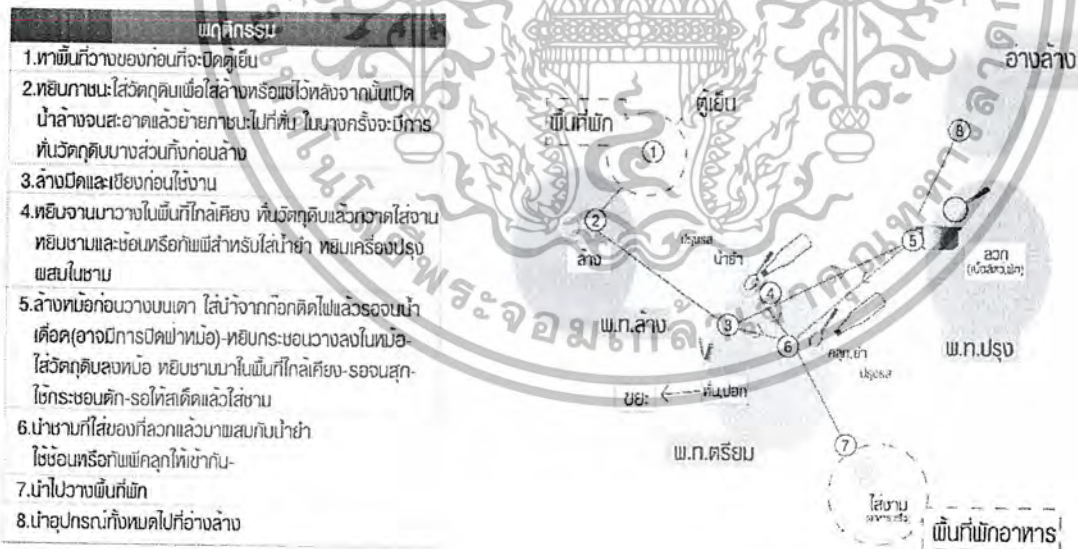 พฤติกรรม
1.หาพื้นที่วางของก่อนที่จะปิดตู้เย็น
2.หยิบภาชนะใส่วัตถุดิบเพื่อใส่ล้างหรือแช่ไว้หลังจากนั้นเปิด
น้ำล้างจนสะอาดแล้วย้ายภาชนะไปที่หั่น ในบางครั้งจะมีการ
หั่นวัตถุดิบบางส่วนทิ้งก่อนล้าง
3.ล้างมีดและเขียงก่อนใช้งาน
4.หยิบจานมาวางในพื้นที่ใกล้เคียง หั่นวัตถุดิบแล้วกวาดใส่จาน
หยิบชามและช้อนหรือทัพพีสำหรับใส่น้ำยำ หยิบเครื่องปรุง
ผสมในชาม
5.ล้างหม้อก่อนวางบนเตา ใส่น้ำจากก๊อกติดไฟแล้วรอจนน้ำ
เดือด(อาจมีการปิดฝาหม้อ)-หยิบกระชอนวางลงในหม้อ-
ใส่วัตถุดิบลงหม้อ หยิบชามมาในพื้นที่ใกล้เคียง-รอจนสุก-
ใช้กระชอนตัก-รอให้สเด็ดแล้วใส่ชาม
6.นำชามที่ใส่ของที่ลวกแล้วมาผสมกับน้ำยำ
ใช้ช้อนหรือทัพพีคลุกให้เข้ากัน-
7.นำไปวางพื้นที่พัก
8.นำอุปกรณ์ทั้งหมดไปที่อ่างล้าง
อ่างล้าง
ตู้เย็น
พื้นที่พัก
1
8
2
ล้าง
ปรุงรส
น้ำยำ
5
ลวก
4
พ.ท.ล้าง
3
6
คลุก,ยำ
ปรุงรส
พ.ท.ปรุง
ขยะ
หั่น,ปอก
พ.ท.ตรียม
7
ใส่จาม
พื้นที่พักอาหาร
พระจอมเกล้า